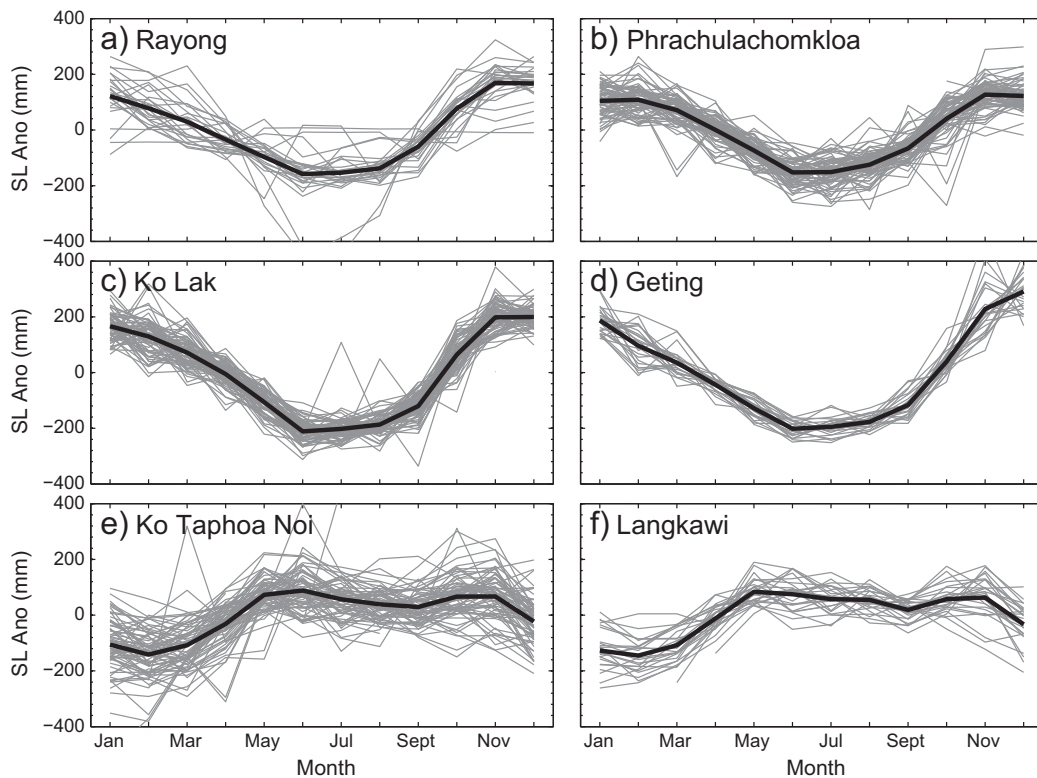 a) Rayong
b) Phrachulachomkloa
400
200
0
−200
−400
SL Ano (mm)
c) Ko Lak
d) Geting
400
200
0
−200
−400
SL Ano (mm)
e) Ko Taphoa Noi
f) Langkawi
400
200
0
−200
−400
SL Ano (mm)
Jan Mar May Jul Sept Nov
Month
Jan Mar May Jul Sept Nov
Month